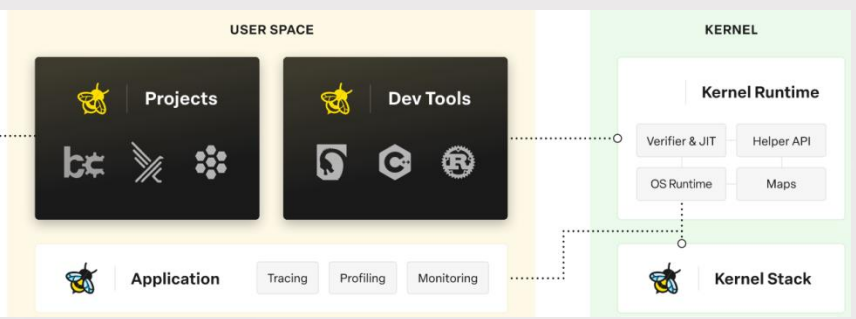 USER SPACE
KERNEL
Projects
Dev Tools
Kernel Runtime
Verifier & JIT
Helper API
OS Runtime
Maps
Application
Tracing
Profiling
Monitoring
Kernel Stack